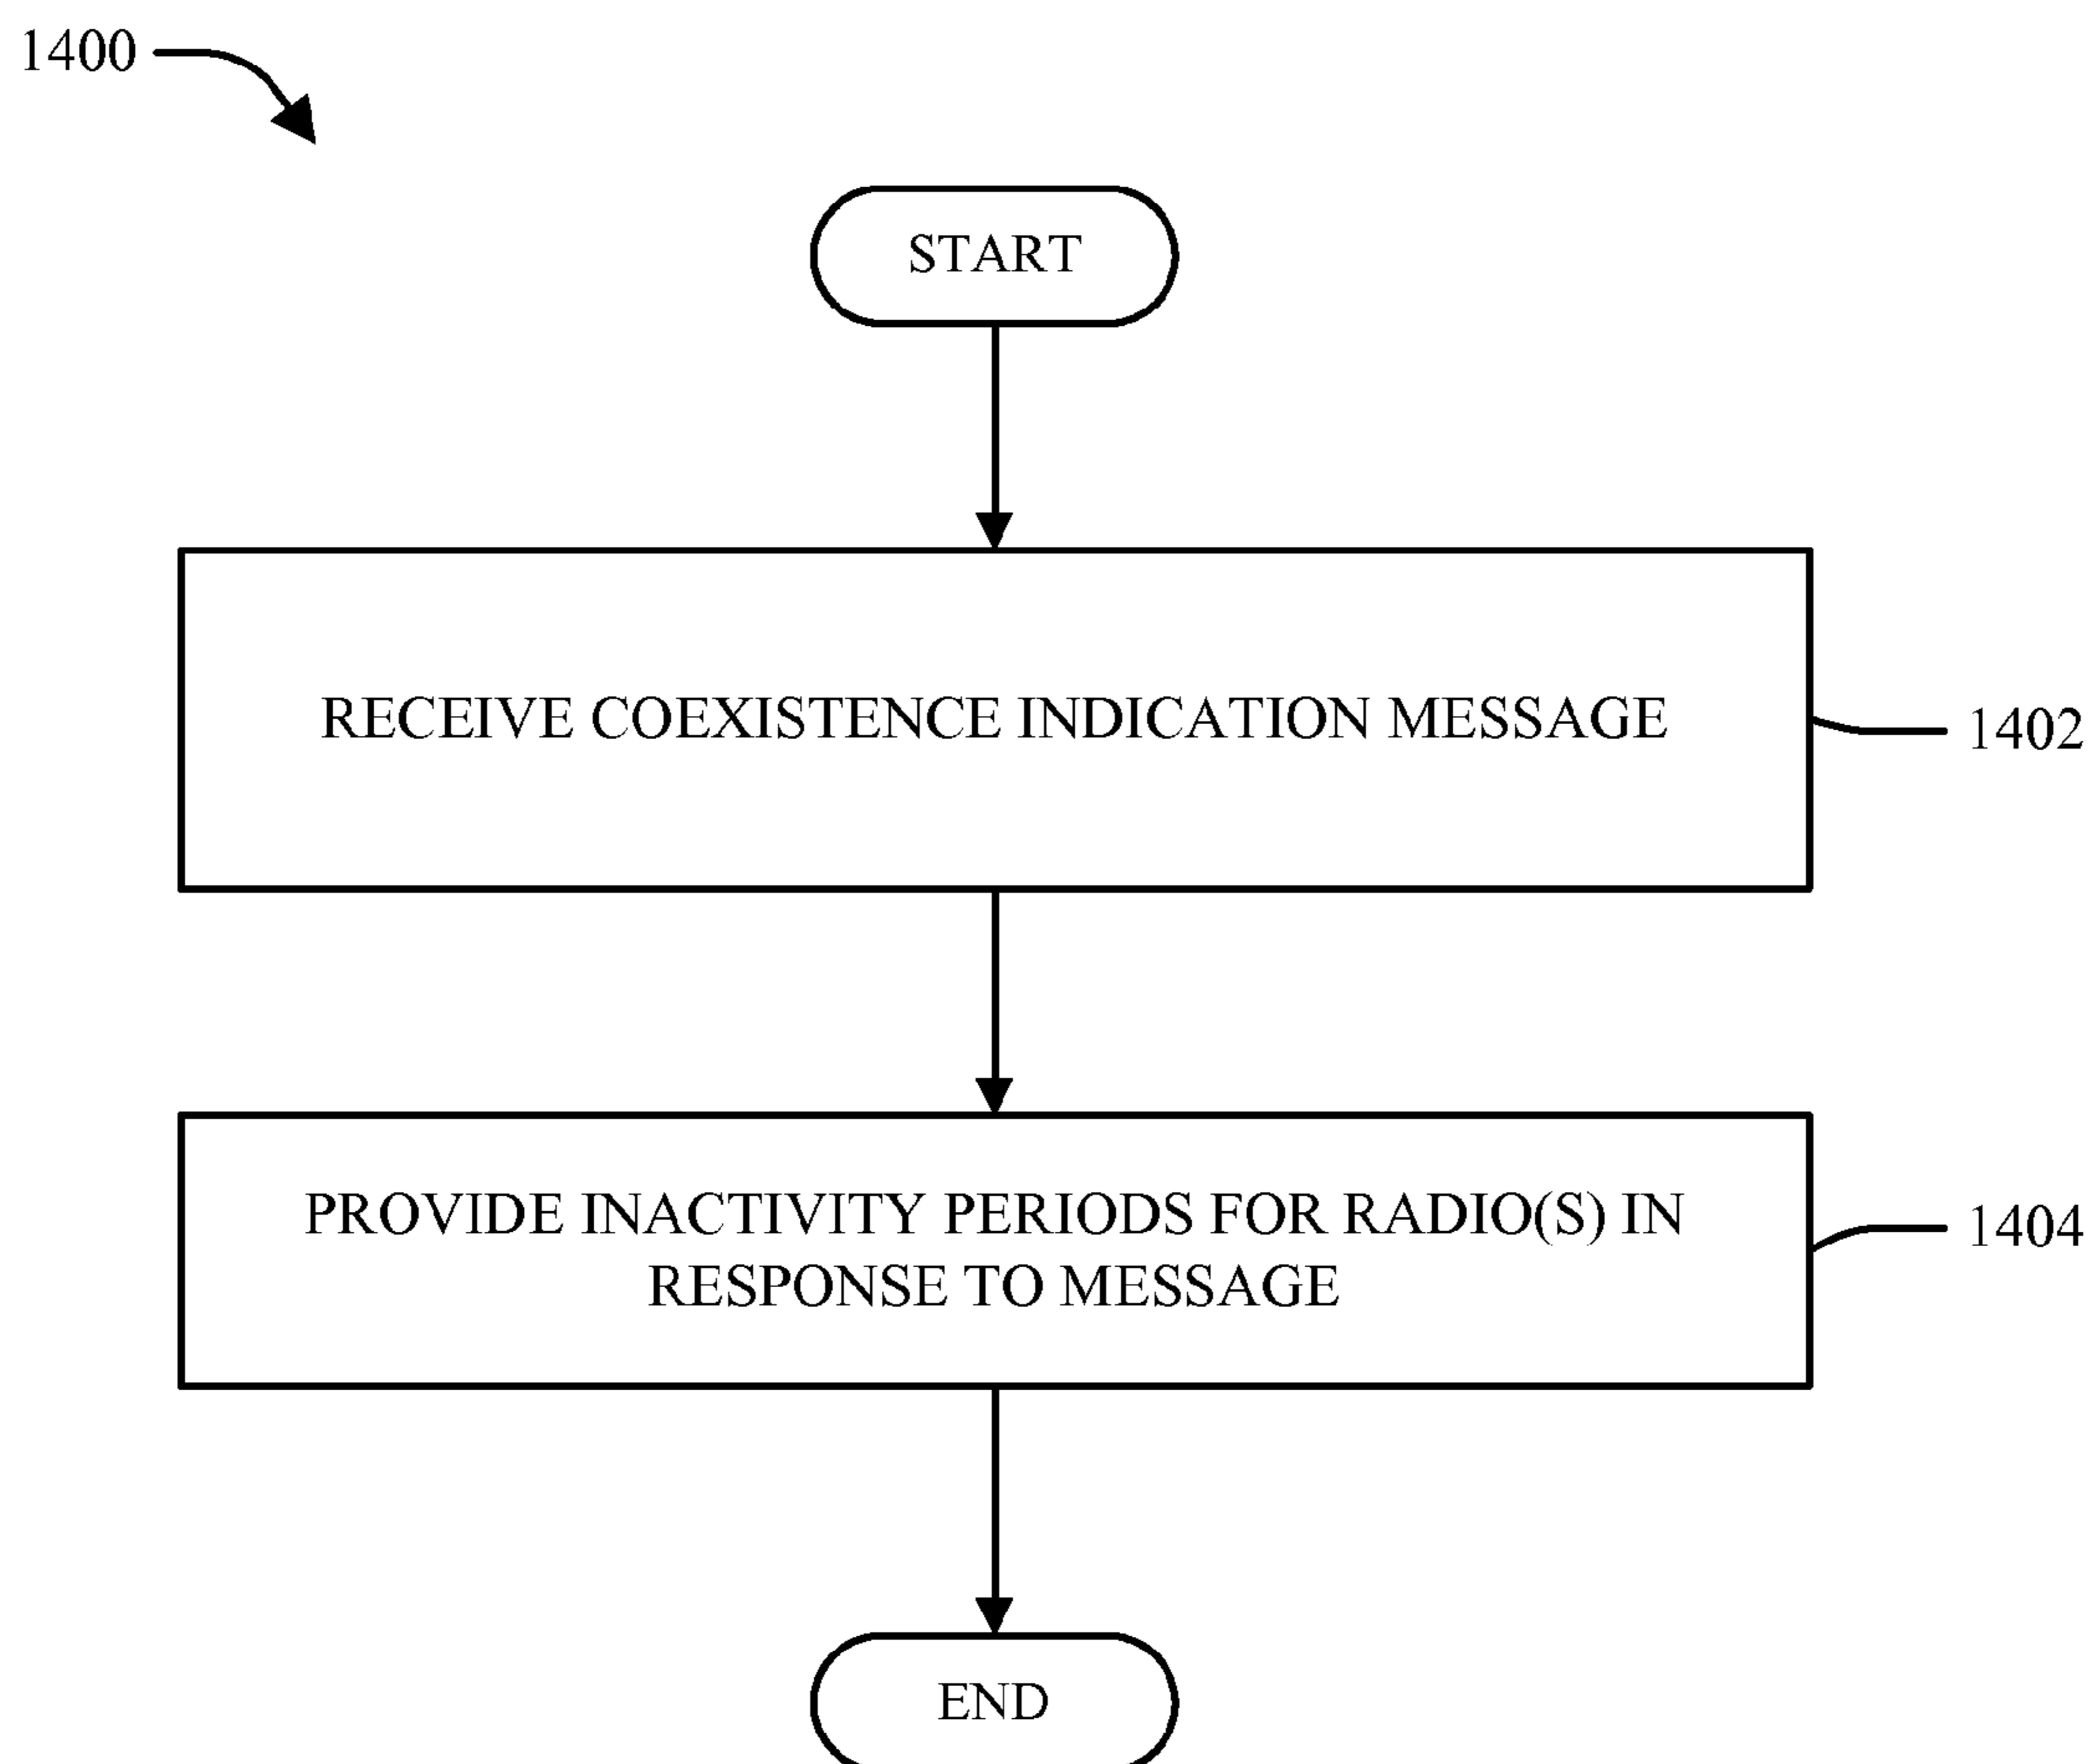 1400
START
RECEIVE COEXISTENCE INDICATION MESSAGE
1402
PROVIDE INACTIVITY PERIODS FOR RADIO(S) IN
RESPONSE TO MESSAGE
1404
END